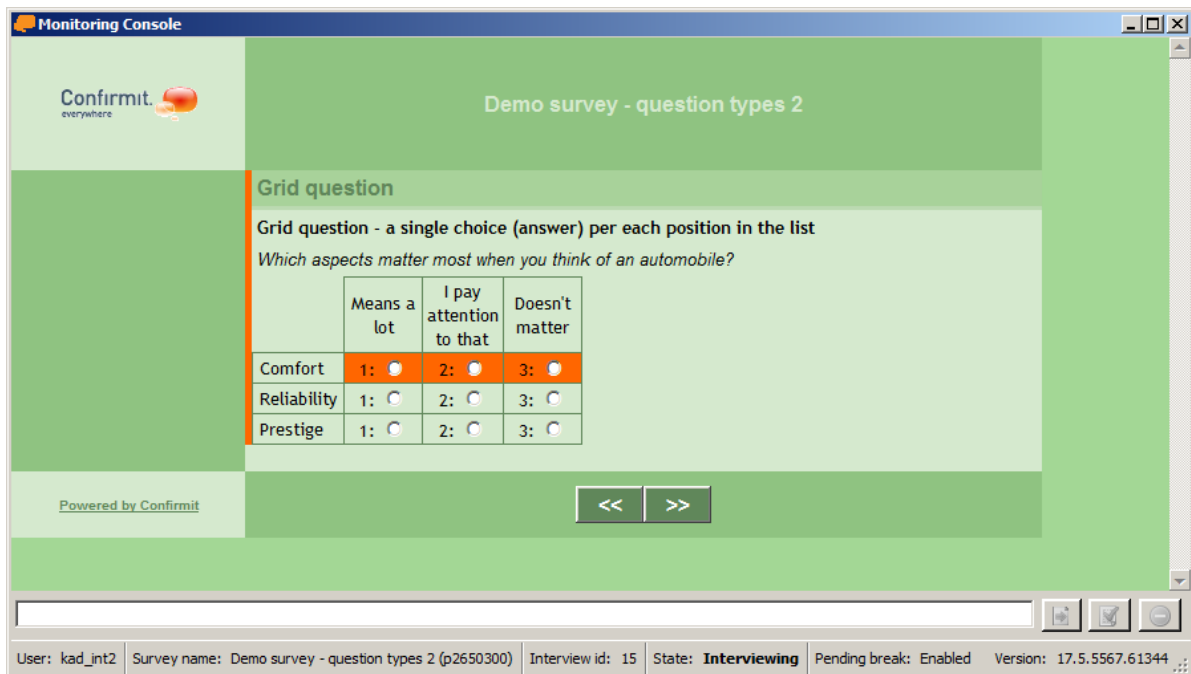 Monitoring Console
Confirmit.
everywhere
Demo survey - question types 2
Grid question
Grid question - a single choice (answer) per each position in the list
Which aspects matter most when you think of an automobile?
Means a lot
I pay attention to that
Doesn't matter
Comfort 1: 2: 3:
Reliability 1: 2: 3:
Prestige 1: 2: 3:
Powered by Confirmit
<< >>
User: kad_int2 Survey name: Demo survey - question types 2 (p2650300) Interview id: 15 State: Interviewing Pending break: Enabled Version: 17.5.5567.61344